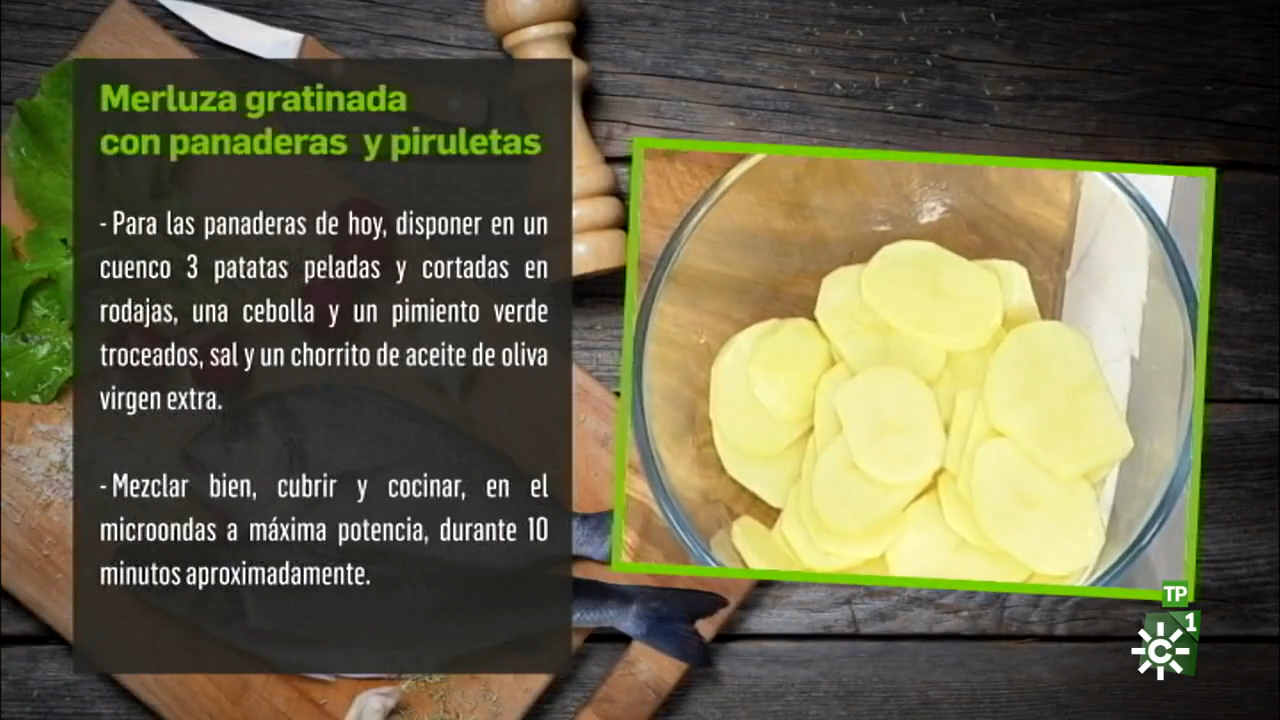 Merluza gratinada
con panaderas y piruletas
- Para las panaderas de hoy, disponer en un
cuenco 3 patatas peladas y cortadas en
rodajas, una cebolla y un pimiento verde
troceados, sal y un chorrito de aceite de oliva
virgen extra.
- Mezclar bien, cubrir y cocinar, en el
microondas a máxima potencia, durante 10
minutos aproximadamente.
TP
1
C